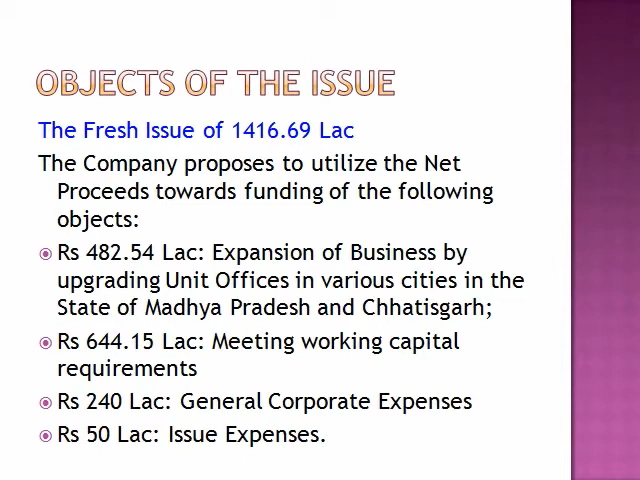 OBJECTS OF THE ISSUE
The Fresh Issue of 1416.69 Lac
The Company proposes to utilize the Net
Proceeds towards funding of the following
objects:
Rs 482.54 Lac: Expansion of Business by
upgrading Unit Offices in various cities in the
State of Madhya Pradesh and Chhatisgarh;
Rs 644.15 Lac: Meeting working capital
requirements
Rs 240 Lac: General Corporate Expenses
Rs 50 Lac: Issue Expenses.